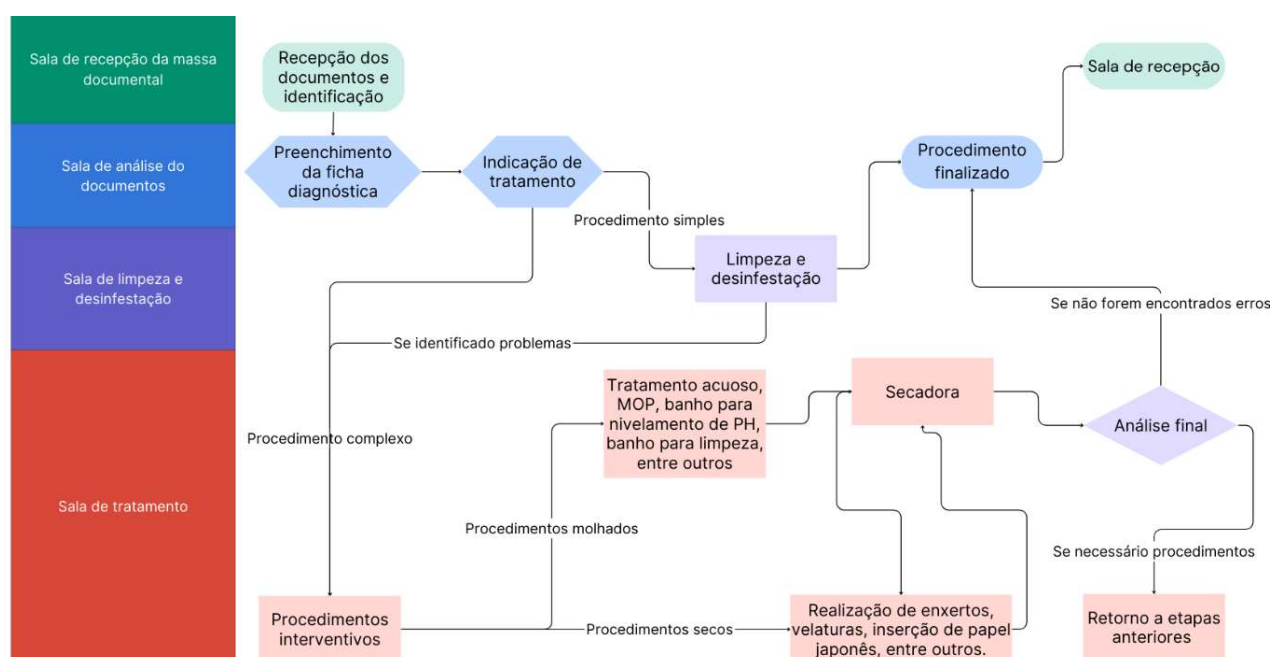 Sala de recepção da massa
documental
Recepção dos
documentos e
identificação
Sala de recepção
Sala de análise do
documentos
Preenchimento
da ficha
diagnóstica
Indicação de
tratamento
Procedimento
finalizado
Procedimento simples
Sala de limpeza e
desinfestação
Limpeza e
desinfestação
Se não forem encontrados erros
Se identificado problemas
Sala de tratamento
Procedimento complexo
Tratamento acuoso,
MOP, banho para
nivelamento de PH,
banho para limpeza,
entre outros
Secadora
Análise final
Procedimentos molhados
Se necessário procedimentos
Procedimentos
interventivos
Procedimentos secos
Realização de enxertos,
velaturas, inserção de papel
japonês, entre outros.
Retorno a etapas
anteriores